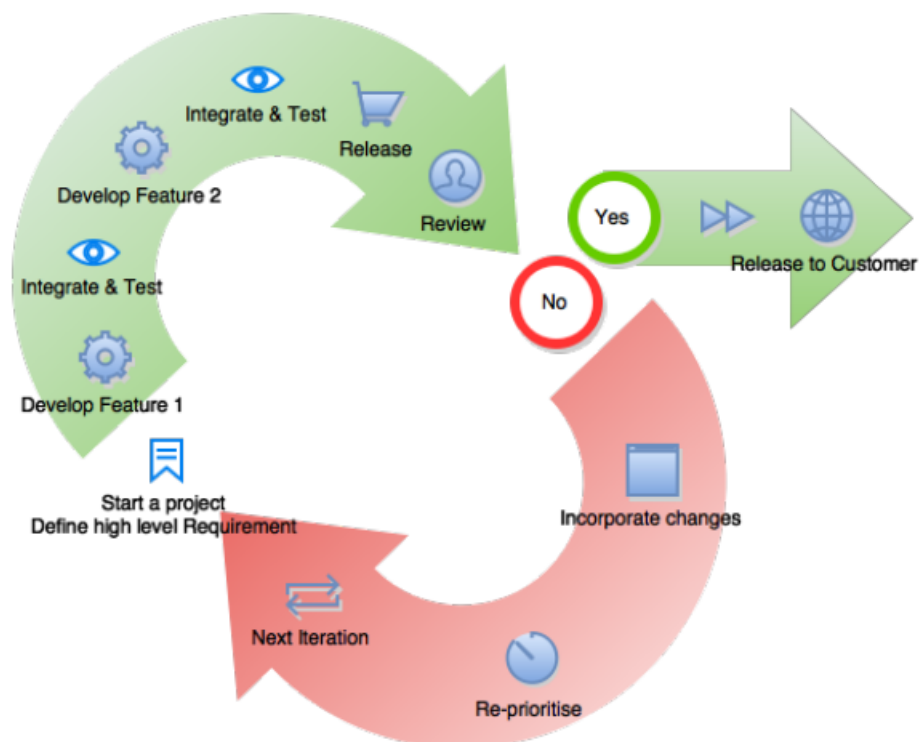 Integrate & Test
Release
Develop Feature 2
Review
Yes
Release to Customer
Integrate & Test
No
Develop Feature 1
Start a project
Define high level Requirement
Incorporate changes
Next Iteration
Re-prioritise